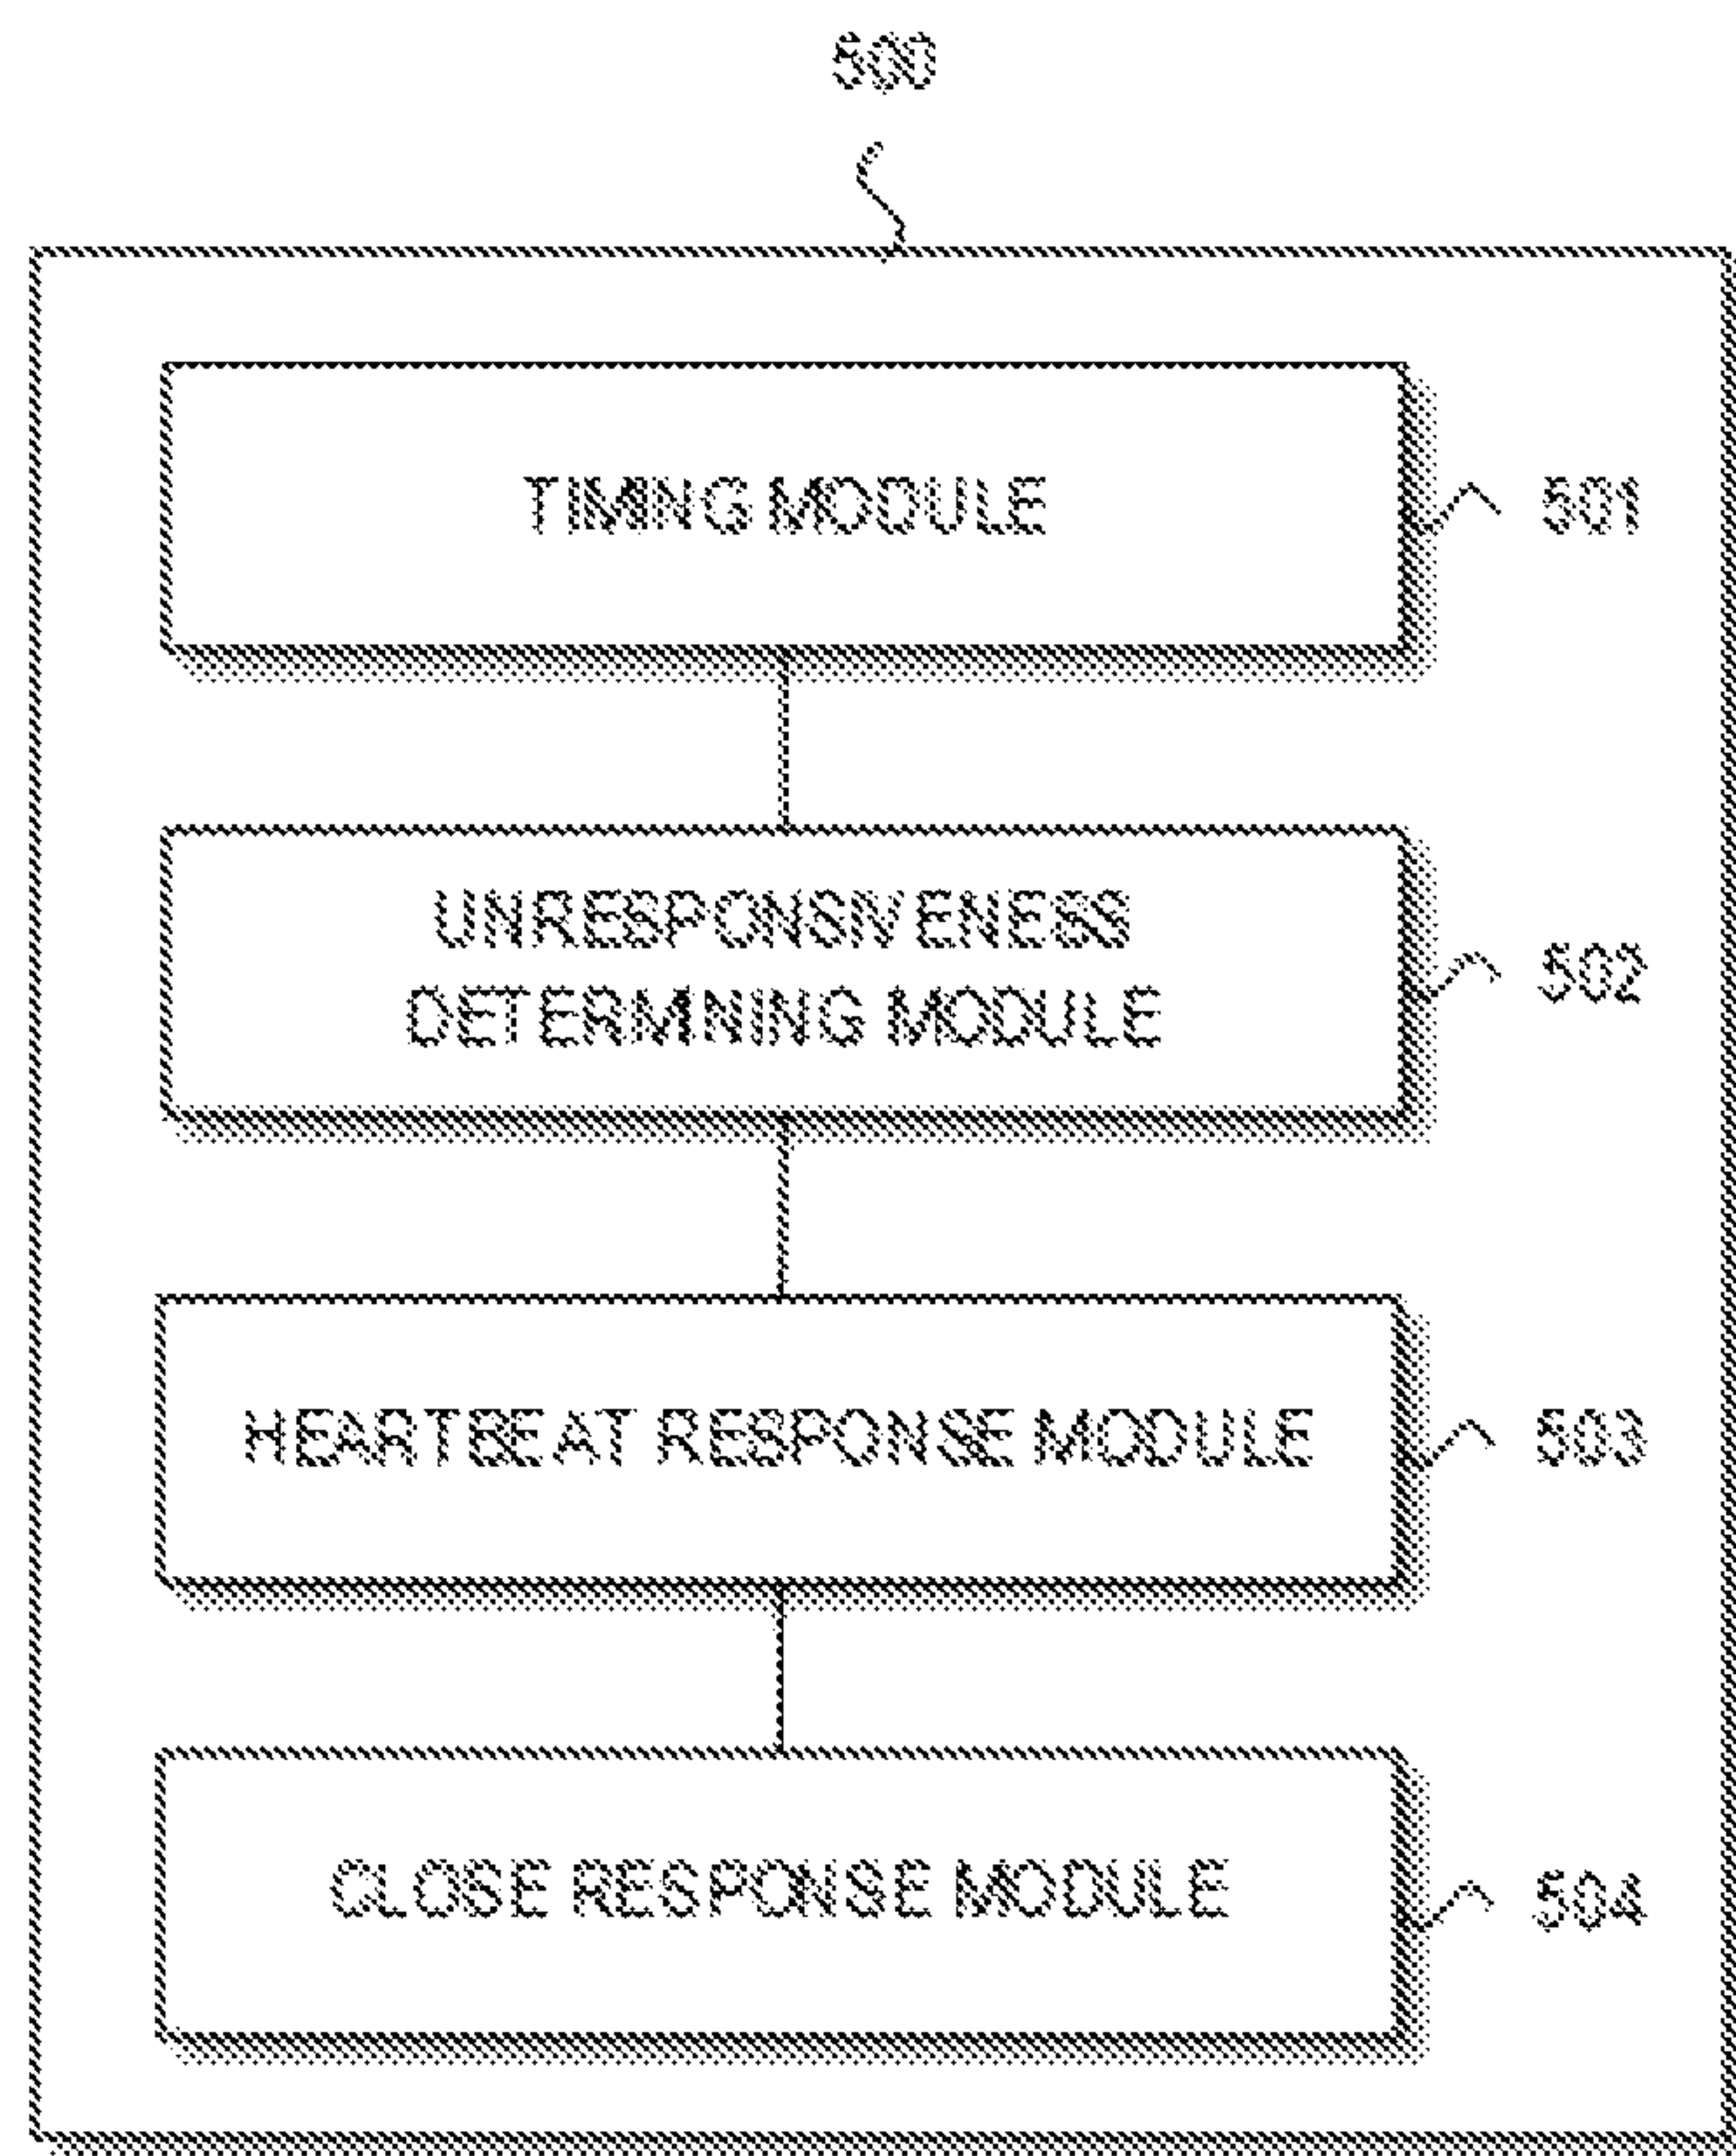 500
TIMING MODULE
501
UNRESPONSIVENESS
DETERMINING MODULE
502
HEARTBEAT RESPONSE MODULE
503
CLOSE RESPONSE MODULE
504